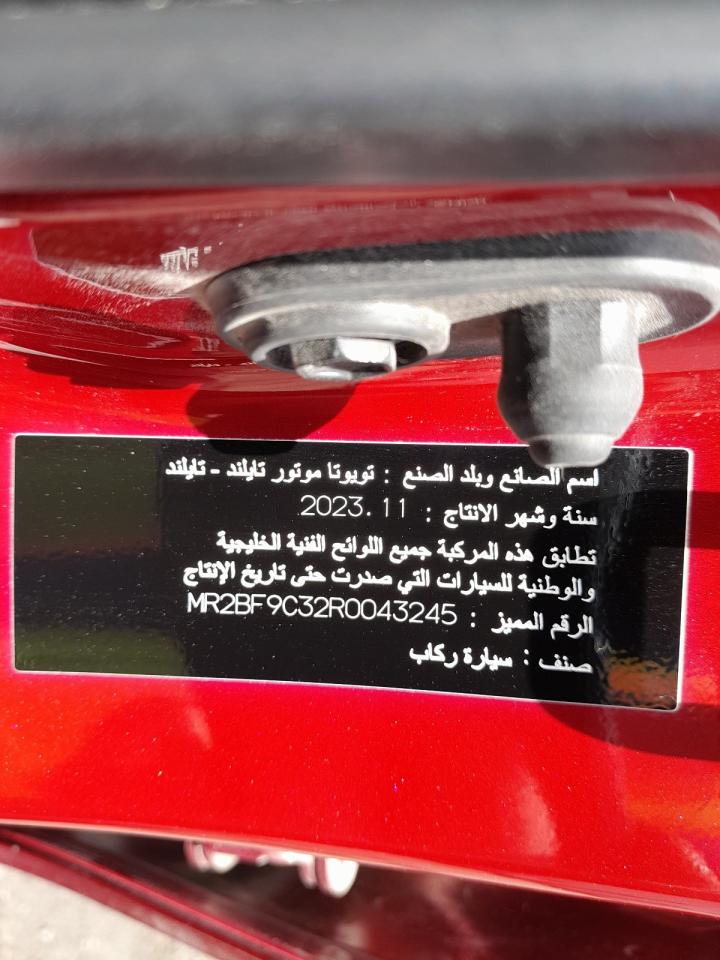 اسم الصانع وبلد الصنع : تويوتا موتور تايلند - تايلند
سنة وشهر الانتاج : 2023.11
تطابق هذه المركبة جميع اللوائح الفنية الخليجية
والوطنية للسيارات التي صدرت حتى تاريخ الإنتاج
الرقم المميز : MR2BF9C32R0043245
صنف : سيارة ركاب